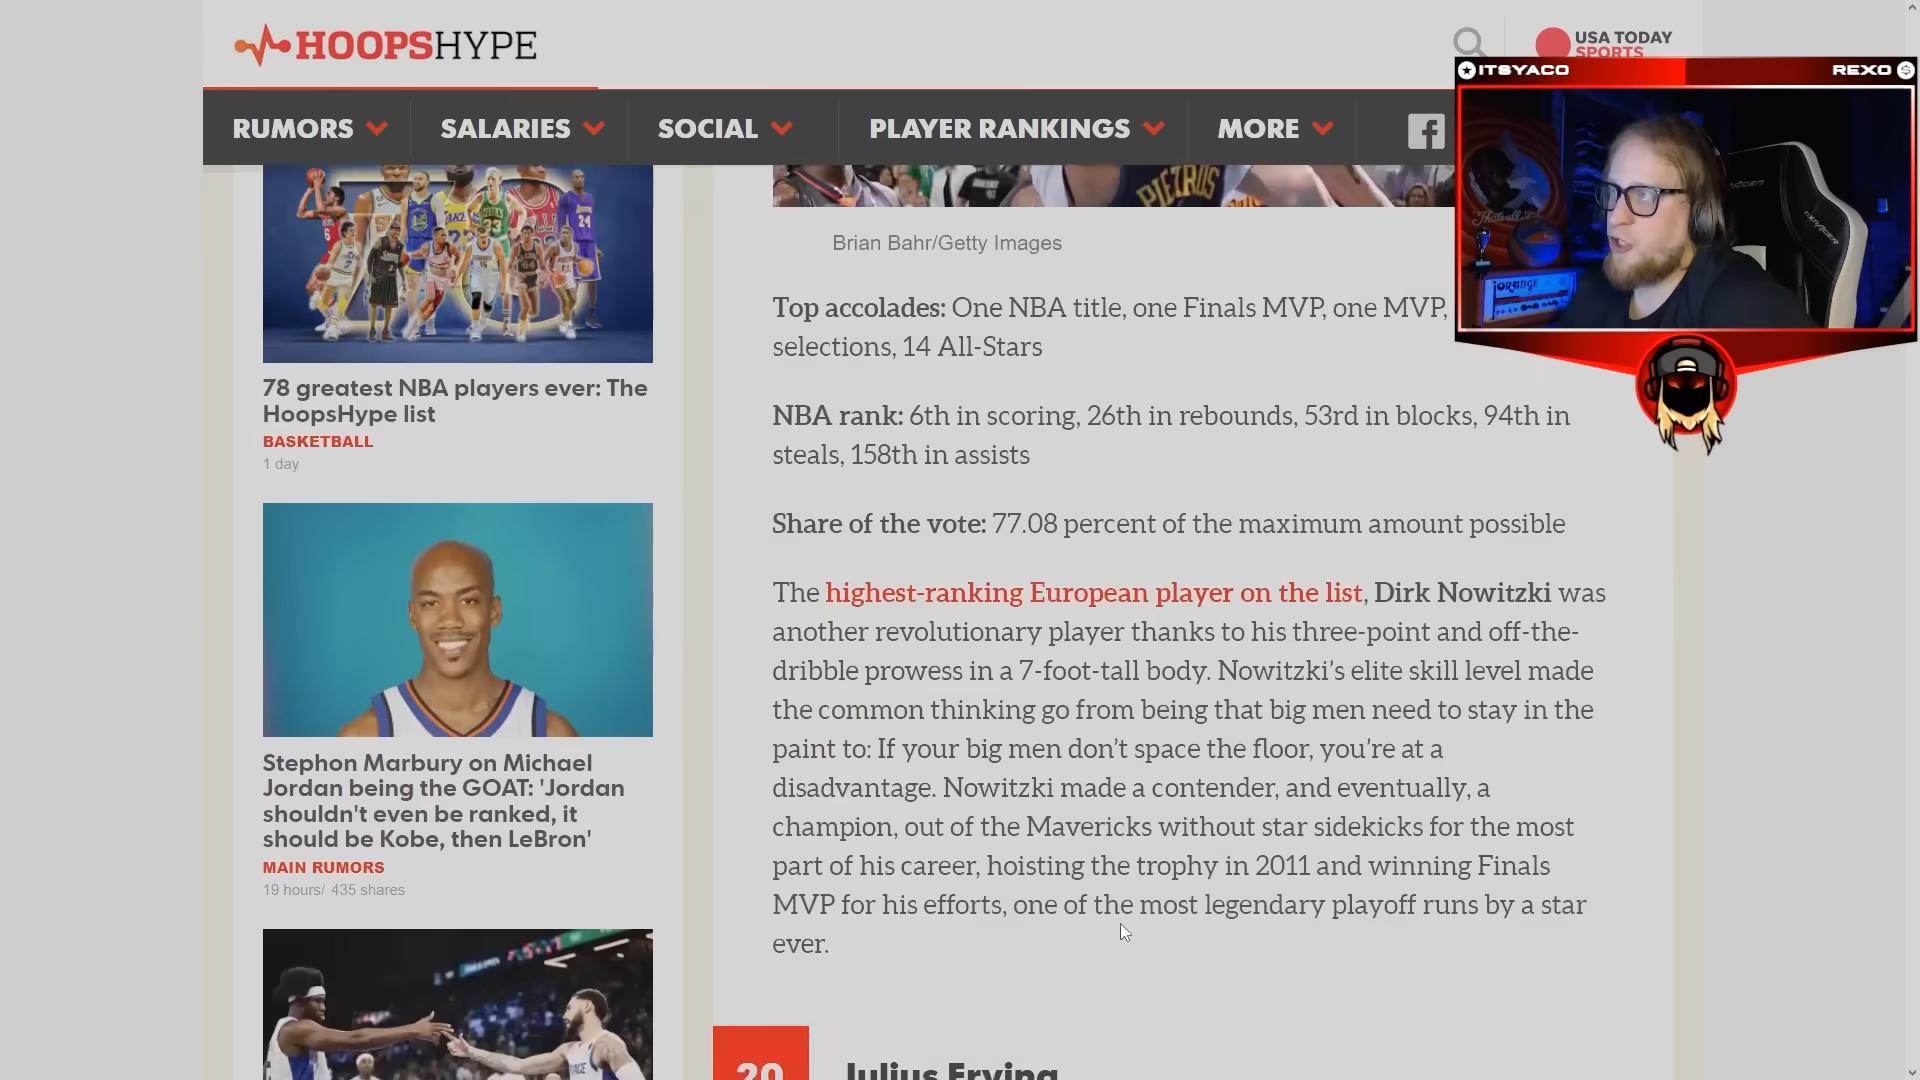 HOOPSHYPE
USA TODAY
SPORTS
ITSYACO
REXO
RUMORS
SALARIES
SOCIAL
PLAYER RANKINGS
MORE
PIETRUS
Brian Bahr/Getty Images
Top accolades: One NBA title, one Finals MVP, one MVP,
selections, 14 All-Stars
NBA rank: 6th in scoring, 26th in rebounds, 53rd in blocks, 94th in
steals, 158th in assists
Share of the vote: 77.08 percent of the maximum amount possible
The highest-ranking European player on the list, Dirk Nowitzki was
another revolutionary player thanks to his three-point and off-the-
dribble prowess in a 7-foot-tall body. Nowitzki's elite skill level made
the common thinking go from being that big men need to stay in the
paint to: If your big men don't space the floor, you're at a
disadvantage. Nowitzki made a contender, and eventually, a
champion, out of the Mavericks without star sidekicks for the most
part of his career, hoisting the trophy in 2011 and winning Finals
MVP for his efforts, one of the most legendary playoff runs by a star
ever.
20
Julius Erving
78 greatest NBA players ever: The
HoopsHype list
BASKETBALL
1 day
Stephon Marbury on Michael
Jordan being the GOAT: 'Jordan
shouldn't even be ranked, it
should be Kobe, then LeBron'
MAIN RUMORS
19 hours/ 435 shares
ORANGE
24
33
6